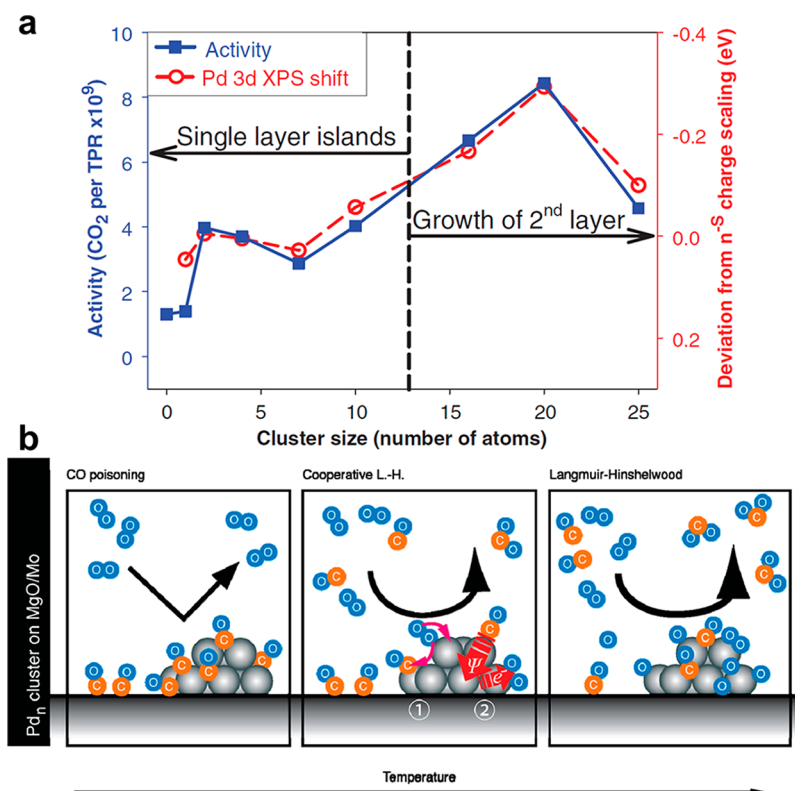 a
Activity
Pd 3d XPS shift
Single layer islands
Growth of 2nd layer
10
8
6
4
2
0
Activity (CO2 per TPR x10^9)
-0.4
-0.2
0.0
0.2
Deviation from n^-S charge scaling (eV)
0 5 10 15 20 25
Cluster size (number of atoms)
b
Pdn cluster on MgO/Mo
CO poisoning
Cooperative L.-H.
Langmuir-Hinshelwood
O
C
Ψ
e-
① ②
Temperature